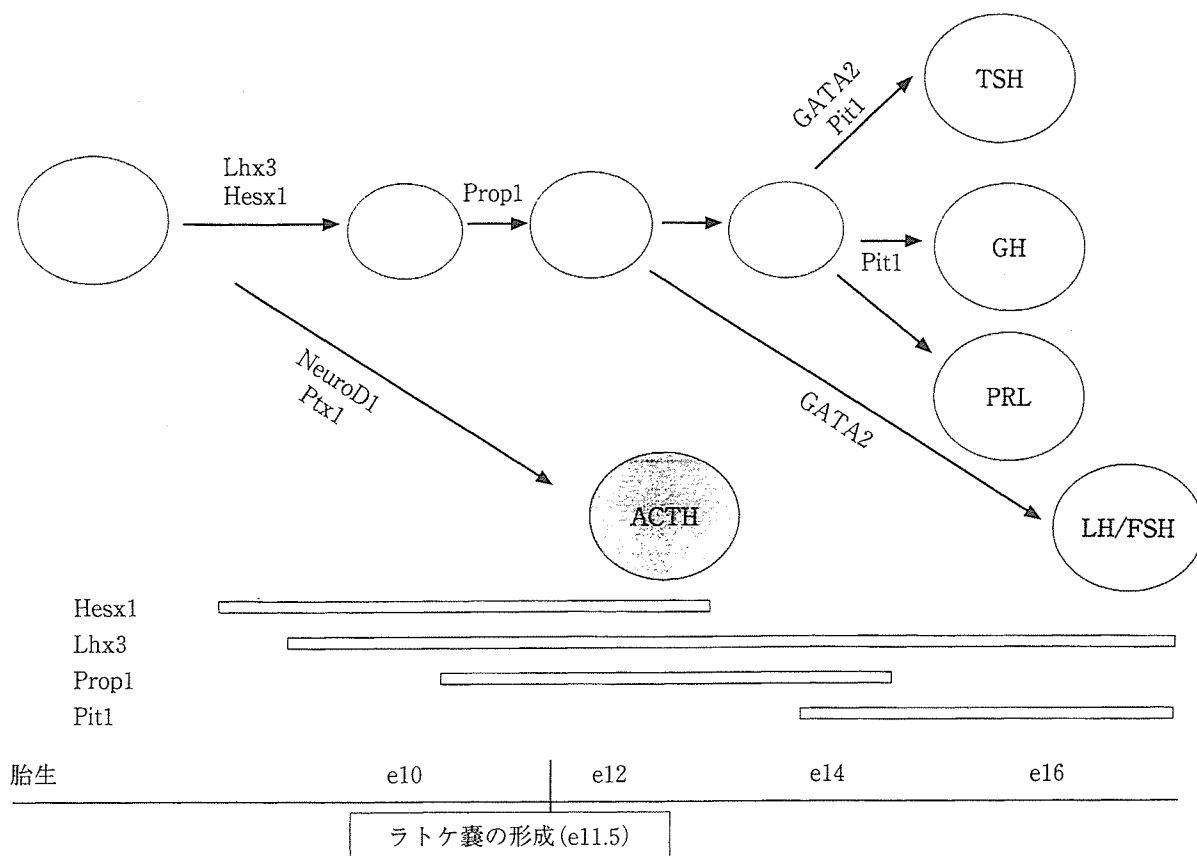 GATA2
Pit1
TSH
Lhx3
Hesx1
Prop1
Pit1
GH
PRL
NeuroD1
Ptx1
GATA2
ACTH
LH/FSH
Hesx1
Lhx3
Prop1
Pit1
胎生 e10 e12 e14 e16
ラトケ嚢の形成(e11.5)